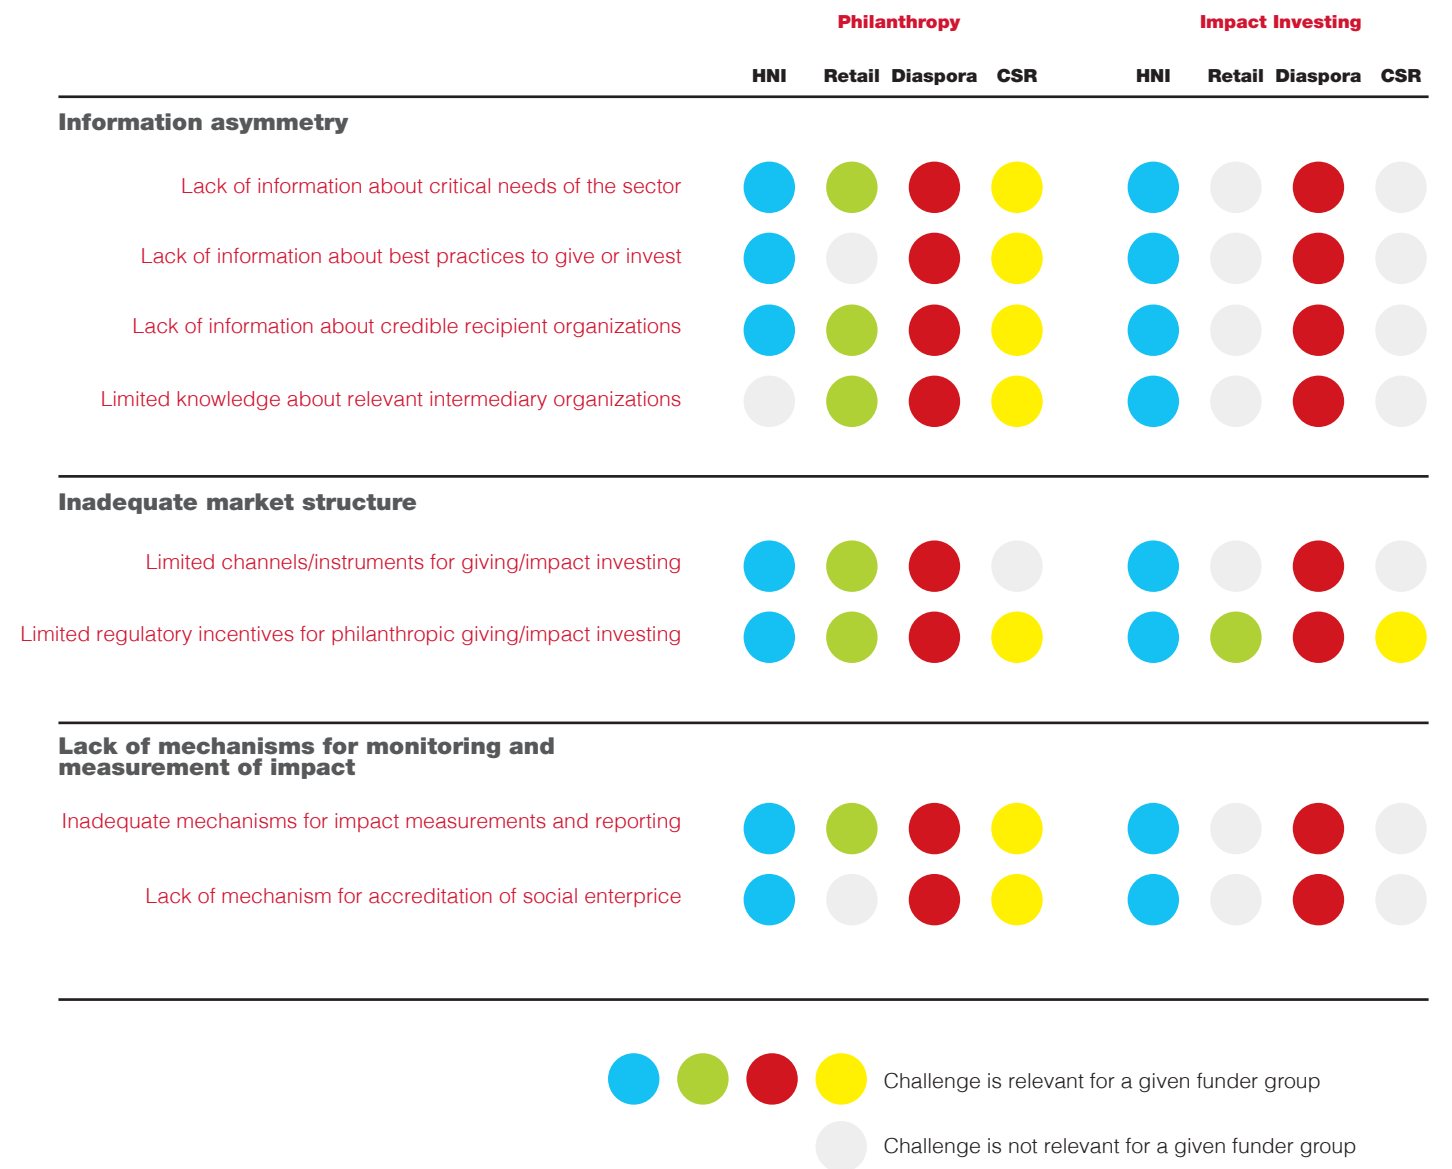 Philanthropy Impact Investing
HNI Retail Diaspora CSR HNI Retail Diaspora CSR
Information asymmetry
Lack of information about critical needs of the sector
Lack of information about best practices to give or invest
Lack of information about credible recipient organizations
Limited knowledge about relevant intermediary organizations
Inadequate market structure
Limited channels/instruments for giving/impact investing
Limited regulatory incentives for philanthropic giving/impact investing
Lack of mechanisms for monitoring and
measurement of impact
Inadequate mechanisms for impact measurements and reporting
Lack of mechanism for accreditation of social enterprice
Challenge is relevant for a given funder group
Challenge is not relevant for a given funder group